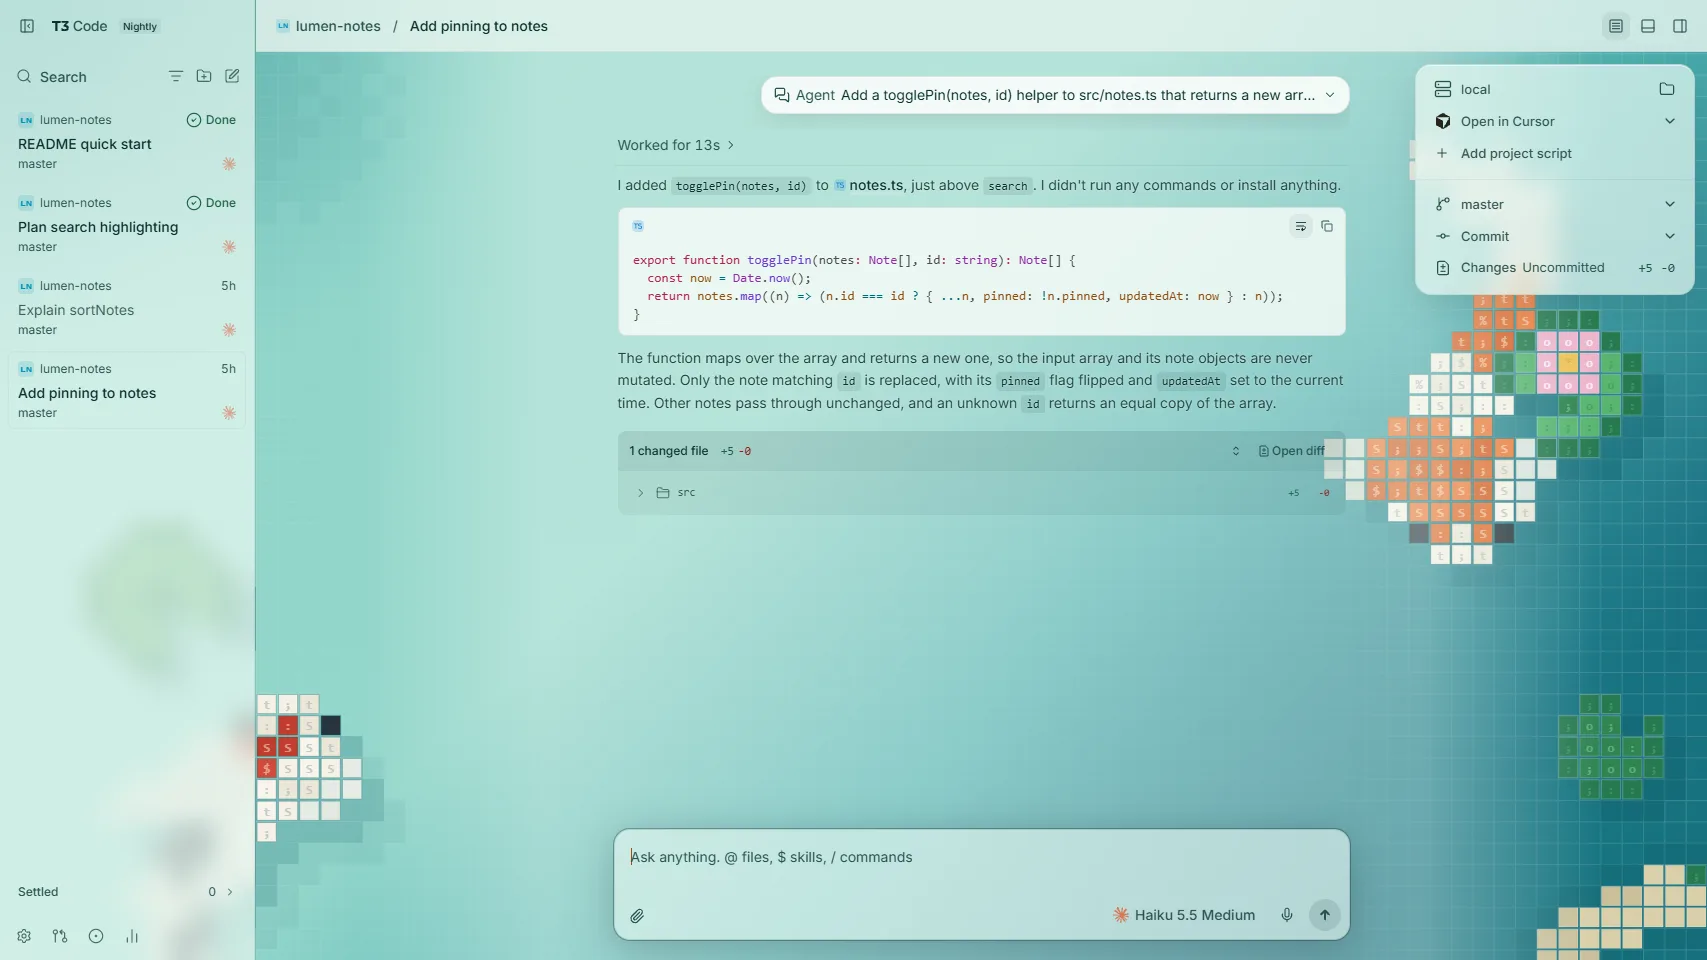 T3 Code Nightly
Search
LN lumen-notes Done
README quick start
master
LN lumen-notes Done
Plan search highlighting
master
LN lumen-notes 5h
Explain sortNotes
master
LN lumen-notes 5h
Add pinning to notes
master
Settled 0
LN lumen-notes / Add pinning to notes
Agent Add a togglePin(notes, id) helper to src/notes.ts that returns a new arr...
Worked for 13s
I added togglePin(notes, id) to TS notes.ts, just above search. I didn't run any commands or install anything.
TS
export function togglePin(notes: Note[], id: string): Note[] {
const now = Date.now();
return notes.map((n) => (n.id === id ? { ...n, pinned: !n.pinned, updatedAt: now } : n));
}
The function maps over the array and returns a new one, so the input array and its note objects are never
mutated. Only the note matching id is replaced, with its pinned flag flipped and updatedAt set to the current
time. Other notes pass through unchanged, and an unknown id returns an equal copy of the array.
1 changed file +5 -0 Open diff
src +5 -0
Ask anything. @ files, $ skills, / commands
Haiku 5.5 Medium
local
Open in Cursor
Add project script
master
Commit
Changes Uncommitted +5 -0